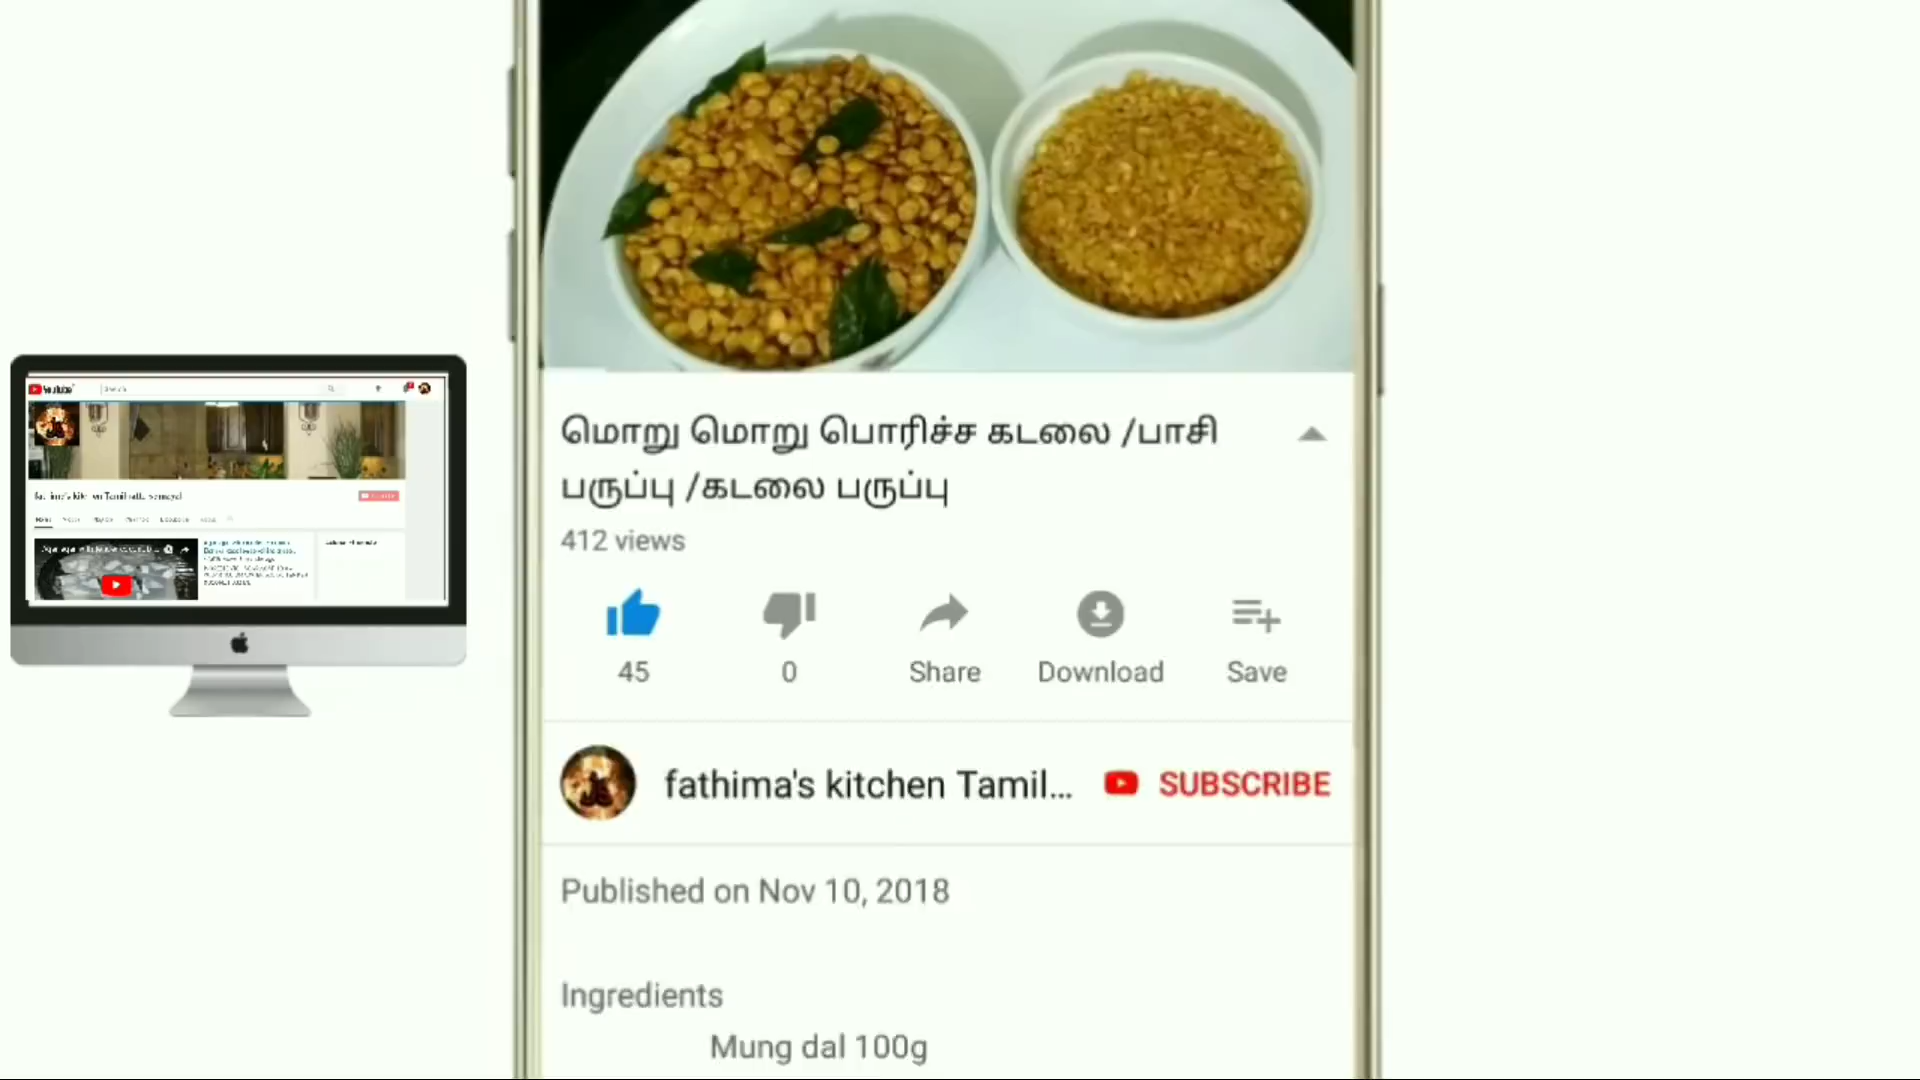 YouTube
மொறு மொறு பொரிச்ச கடலை /பாசி
பருப்பு /கடலை பருப்பு
412 views
45
0
Share
Download
Save
fathima's kitchen Tamil...
SUBSCRIBE
Published on Nov 10, 2018
Ingredients
Mung dal 100g